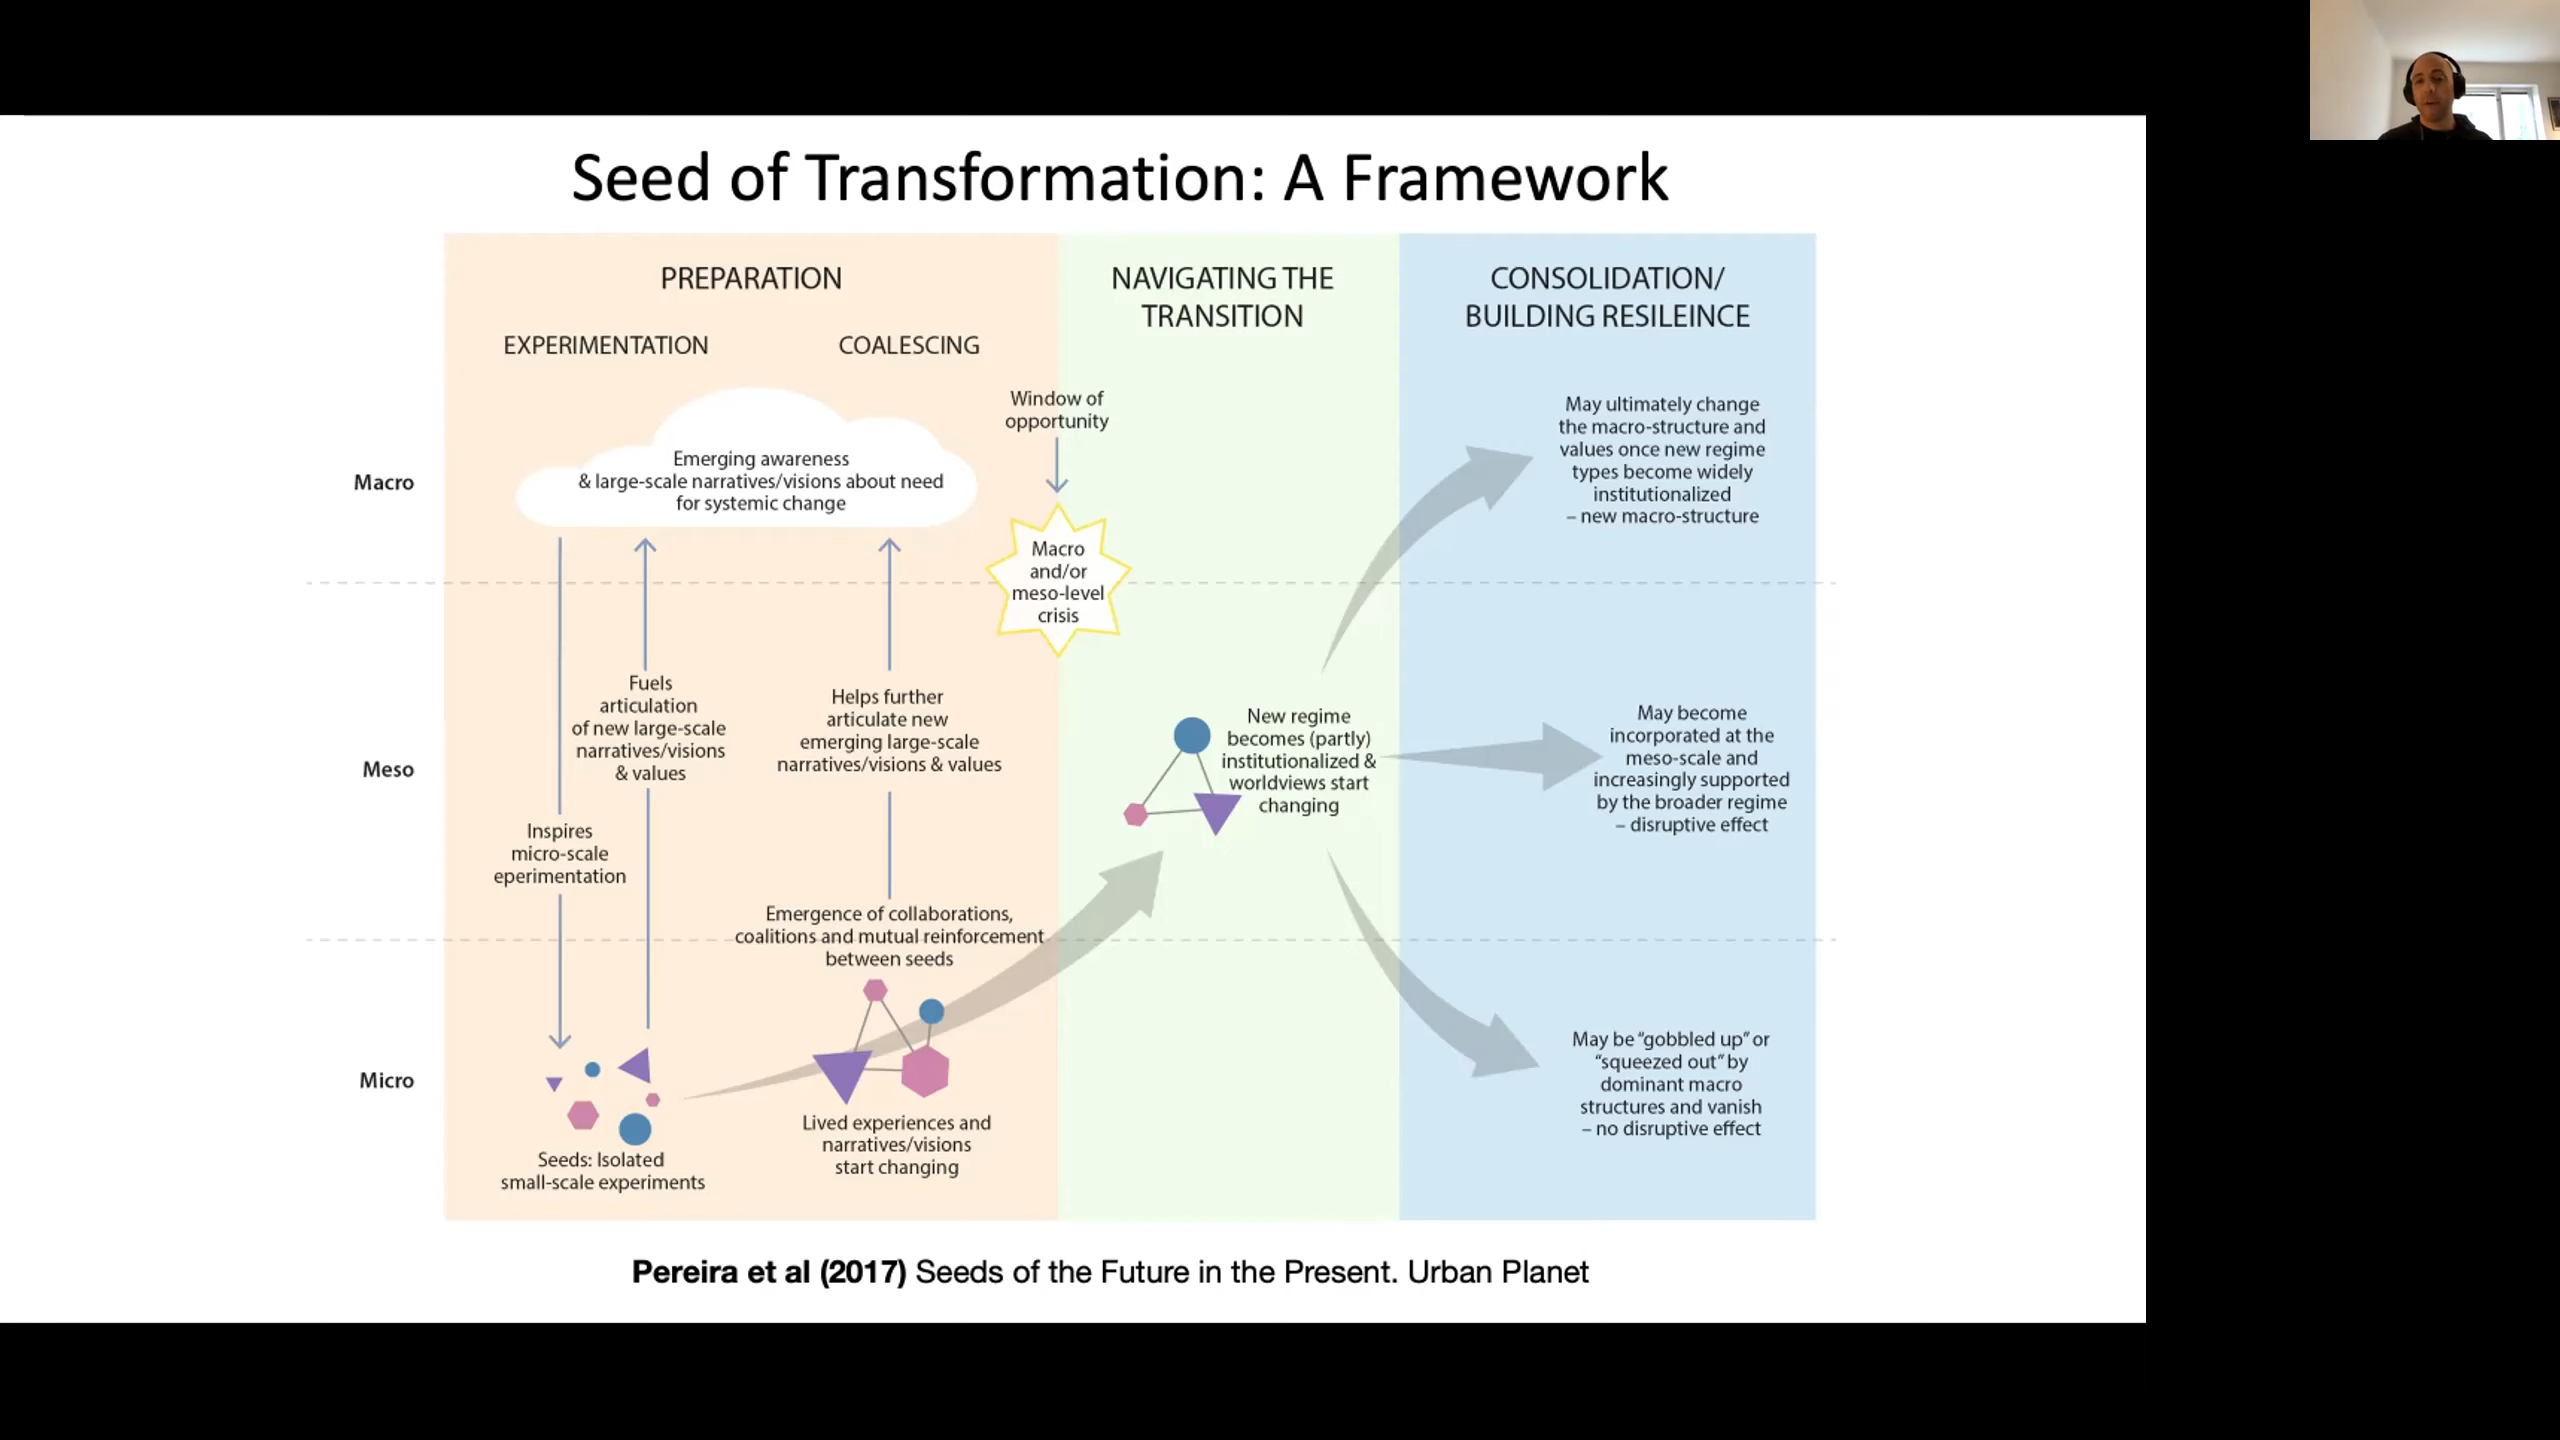 Seed of Transformation: A Framework
PREPARATION
EXPERIMENTATION
COALESCING
NAVIGATING THE
TRANSITION
CONSOLIDATION/
BUILDING RESILEINCE
Macro
Meso
Micro
Emerging awareness
& large-scale narratives/visions about need
for systemic change
Window of
opportunity
Macro
and/or
meso-level
crisis
Fuels
articulation
of new large-scale
narratives/visions
& values
Inspires
micro-scale
eperimentation
Helps further
articulate new
emerging large-scale
narratives/visions & values
Emergence of collaborations,
coalitions and mutual reinforcement
between seeds
Seeds: Isolated
small-scale experiments
Lived experiences and
narratives/visions
start changing
New regime
becomes (partly)
institutionalized &
worldviews start
changing
May ultimately change
the macro-structure and
values once new regime
types become widely
institutionalized
– new macro-structure
May become
incorporated at the
meso-scale and
increasingly supported
by the broader regime
– disruptive effect
May be “gobbled up” or
“squeezed out” by
dominant macro
structures and vanish
– no disruptive effect
Pereira et al (2017) Seeds of the Future in the Present. Urban Planet